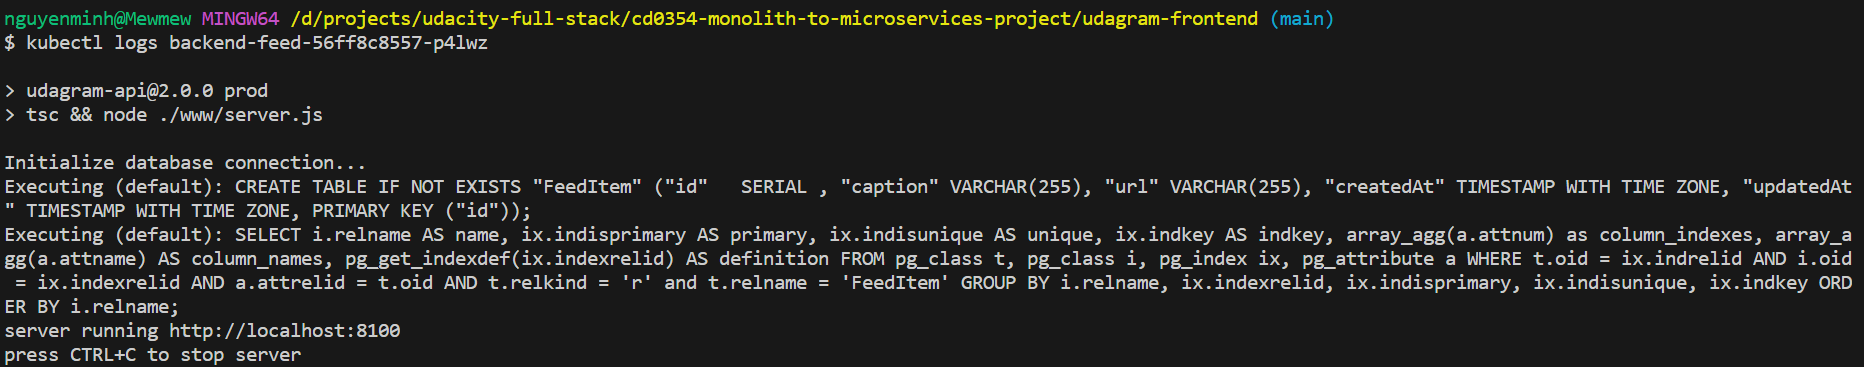 nguyenminh@Mewmew MINGW64 /d/projects/udacity-full-stack/cd0354-monolith-to-microservices-project/udagram-frontend (main)
$ kubectl logs backend-feed-56ff8c8557-p4lwz
> udagram-api@2.0.0 prod
> tsc && node ./www/server.js
Initialize database connection...
Executing (default): CREATE TABLE IF NOT EXISTS "FeedItem" ("id"   SERIAL , "caption" VARCHAR(255), "url" VARCHAR(255), "createdAt" TIMESTAMP WITH TIME ZONE, "updatedAt
" TIMESTAMP WITH TIME ZONE, PRIMARY KEY ("id"));
Executing (default): SELECT i.relname AS name, ix.indisprimary AS primary, ix.indisunique AS unique, ix.indkey AS indkey, array_agg(a.attnum) as column_indexes, array_a
gg(a.attname) AS column_names, pg_get_indexdef(ix.indexrelid) AS definition FROM pg_class t, pg_class i, pg_index ix, pg_attribute a WHERE t.oid = ix.indrelid AND i.oid
 = ix.indexrelid AND a.attrelid = t.oid AND t.relkind = 'r' and t.relname = 'FeedItem' GROUP BY i.relname, ix.indexrelid, ix.indisprimary, ix.indisunique, ix.indkey ORD
ER BY i.relname;
server running http://localhost:8100
press CTRL+C to stop server